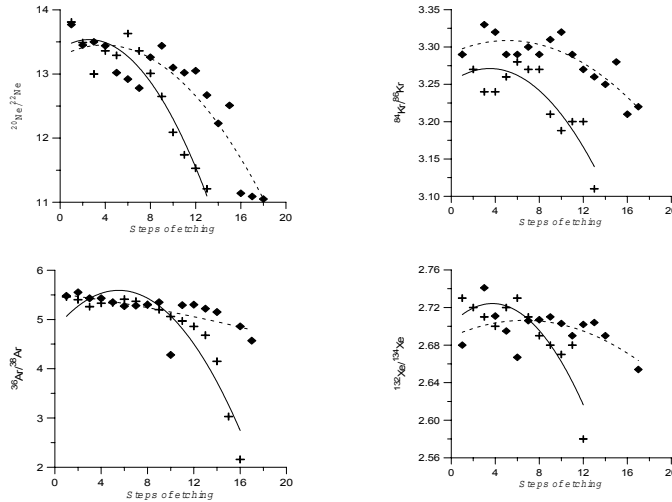 14
13
12
11
²⁰Ne/²²Ne
0 4 8 12 16 20
Steps of etching
3.35
3.30
3.25
3.20
3.15
3.10
⁸⁴Kr/⁸⁶Kr
0 4 8 12 16 20
Steps of etching
6
5
4
3
2
³⁶Ar/³⁸Ar
0 4 8 12 16 20
Steps of etching
2.76
2.72
2.68
2.64
2.60
2.56
¹³²Xe/¹³⁴Xe
0 4 8 12 16 20
Steps of etching